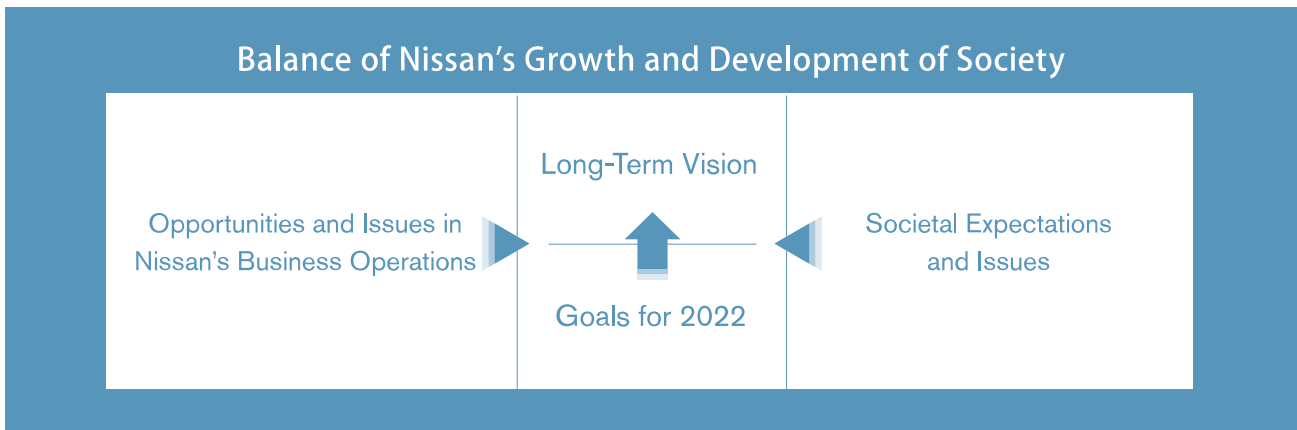 Balance of Nissan’s Growth and Development of Society
Opportunities and Issues in
Nissan’s Business Operations
Long-Term Vision
Goals for 2022
Societal Expectations
and Issues